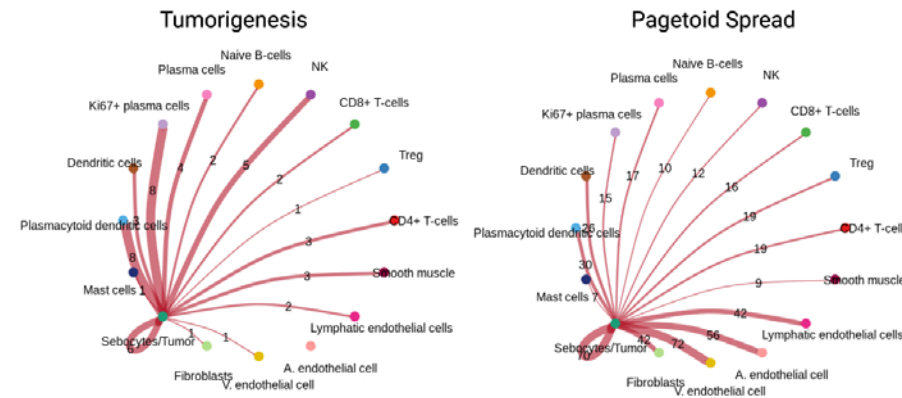 Tumorigenesis
Naive B-cells
Plasma cells
NK
Ki67+ plasma cells
CD8+ T-cells
Dendritic cells
Treg
Plasmacytoid dendritic cells
CD4+ T-cells
Mast cells
Smooth muscle
Sebocytes/Tumor
Lymphatic endothelial cells
Fibroblasts
V. endothelial cell
A. endothelial cell
8
4
2
5
2
1
3
3
2
1
1
3
8
1
6
Pagetoid Spread
Naive B-cells
Plasma cells
NK
Ki67+ plasma cells
CD8+ T-cells
Dendritic cells
Treg
Plasmacytoid dendritic cells
CD4+ T-cell
Mast cells
Smooth muscle
Sebocytes/Tumor
Lymphatic endothelial cells
A. endothelial cell
Fibroblasts
V. endothelial cell
15
17
10
12
16
19
19
9
42
56
72
42
26
30
7
70